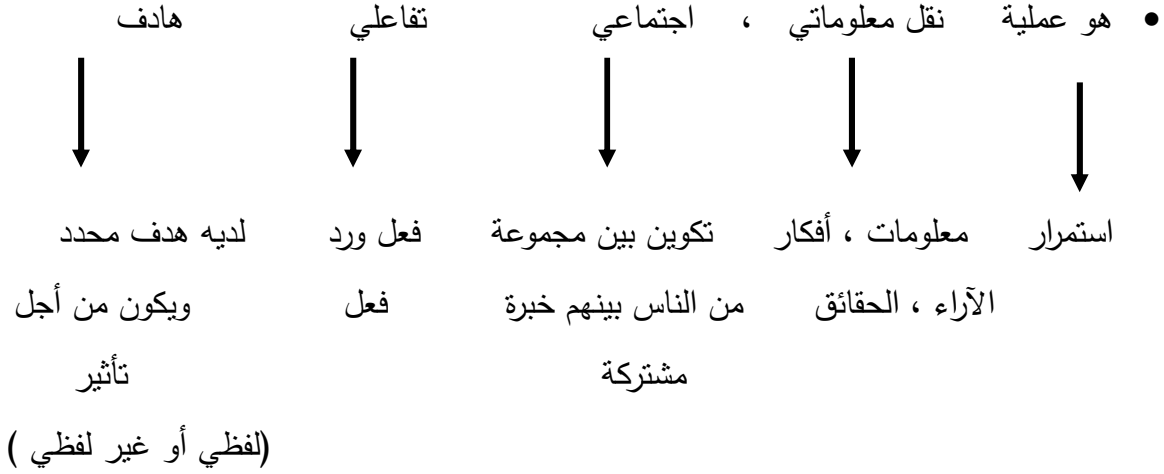 • هو عملية نقل معلوماتي ، اجتماعي تفاعلي هادف
استمرار معلومات ، أفكار تكوين بين مجموعة فعل ورد لديه هدف محدد
الآراء ، الحقائق من الناس بينهم خبرة فعل ويكون من أجل
مشتركة تأثير
(لفظي أو غير لفظي )